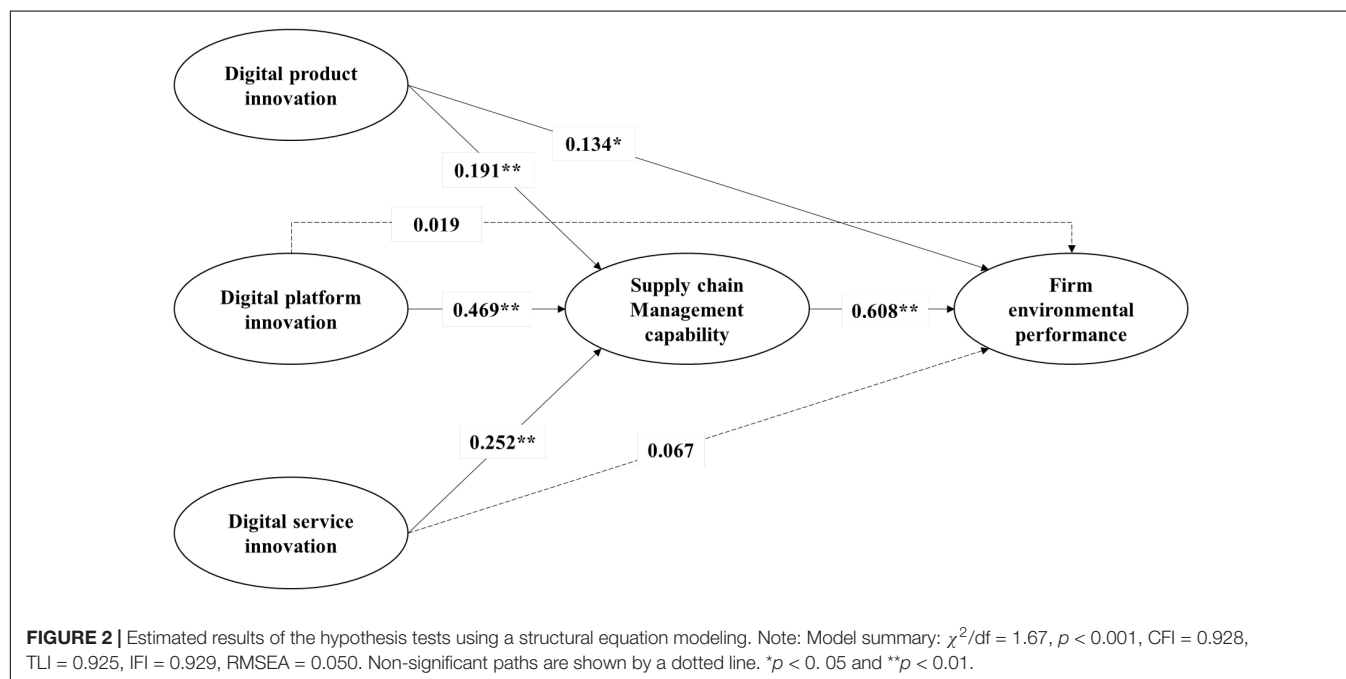 Digital product
innovation
0.134*
0.191**
0.019
Digital platform
innovation
0.469**
Supply chain
Management
capability
0.608**
Firm
environmental
performance
0.252**
0.067
Digital service
innovation
FIGURE 2 | Estimated results of the hypothesis tests using a structural equation modeling. Note: Model summary: χ²/df = 1.67, p < 0.001, CFI = 0.928,
TLI = 0.925, IFI = 0.929, RMSEA = 0.050. Non-significant paths are shown by a dotted line. *p < 0. 05 and **p < 0.01.